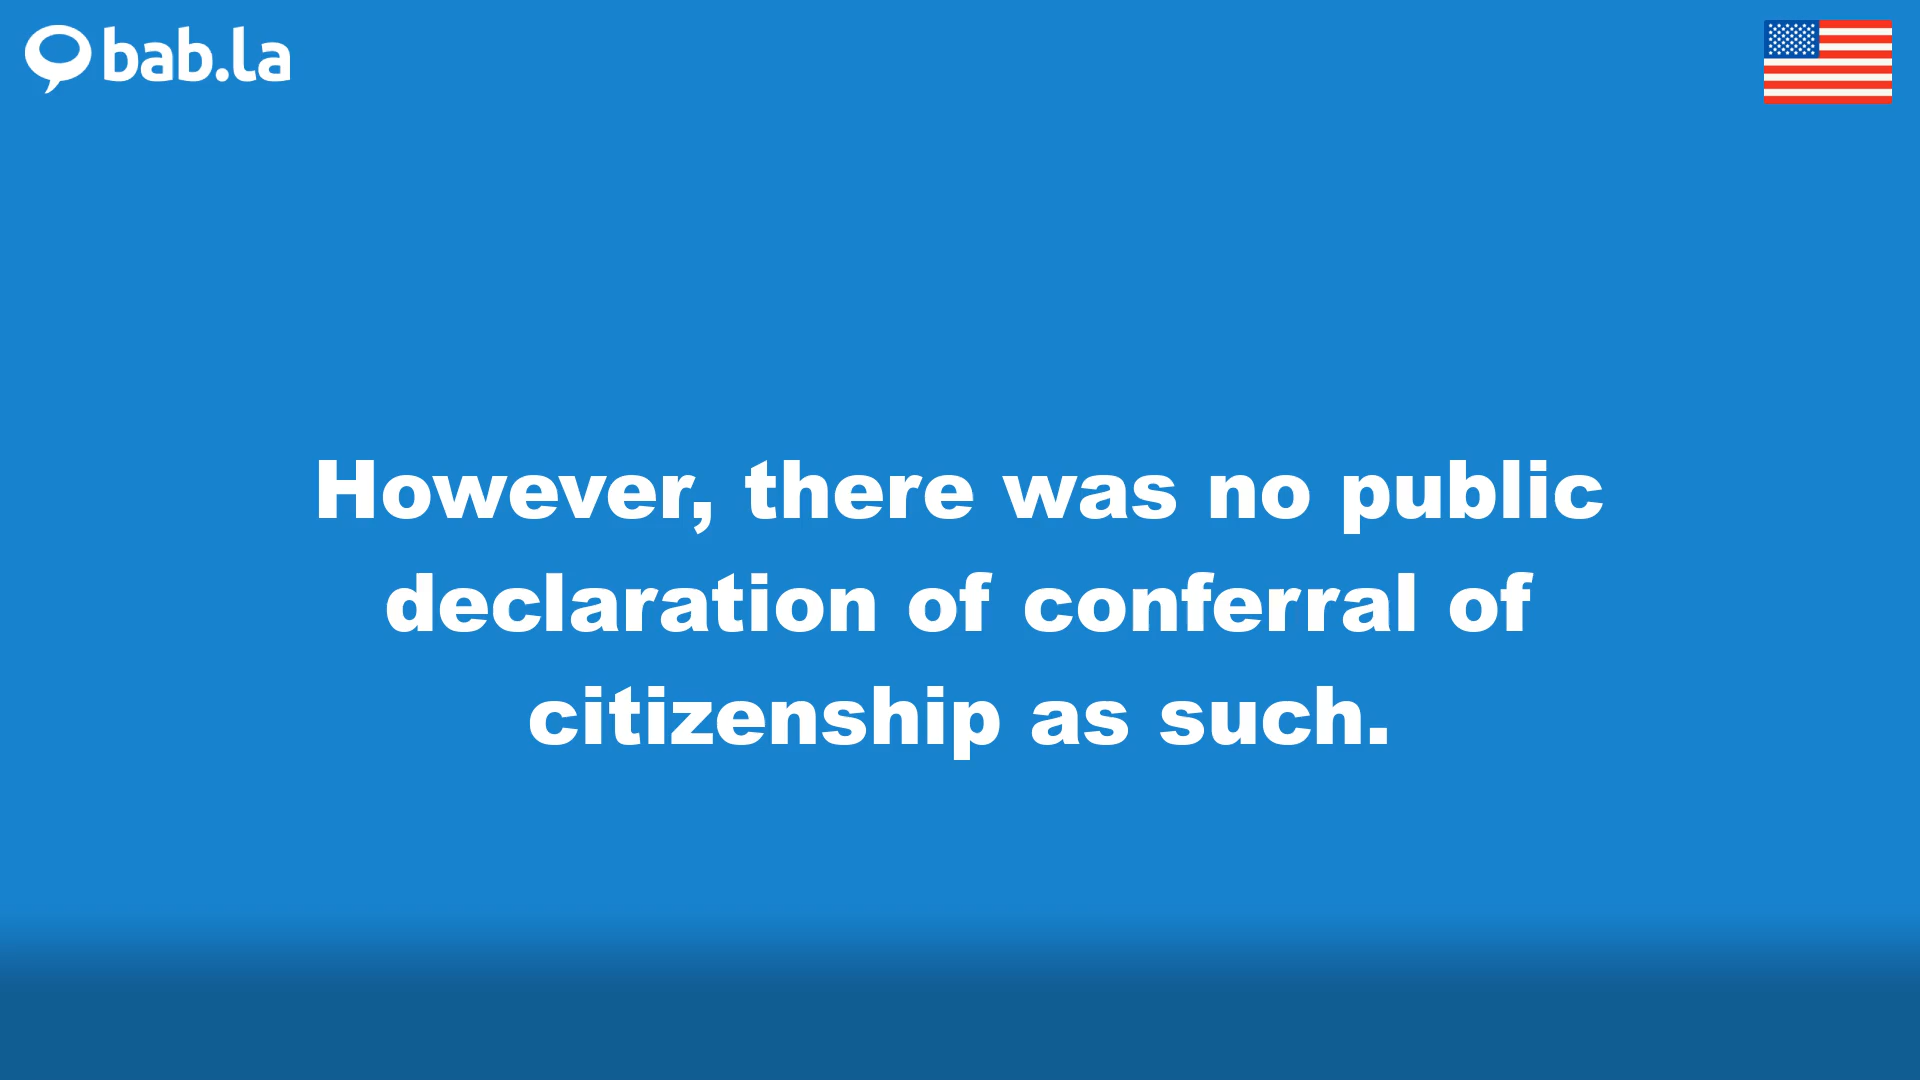 bab.la
However, there was no public
declaration of conferral of
citizenship as such.